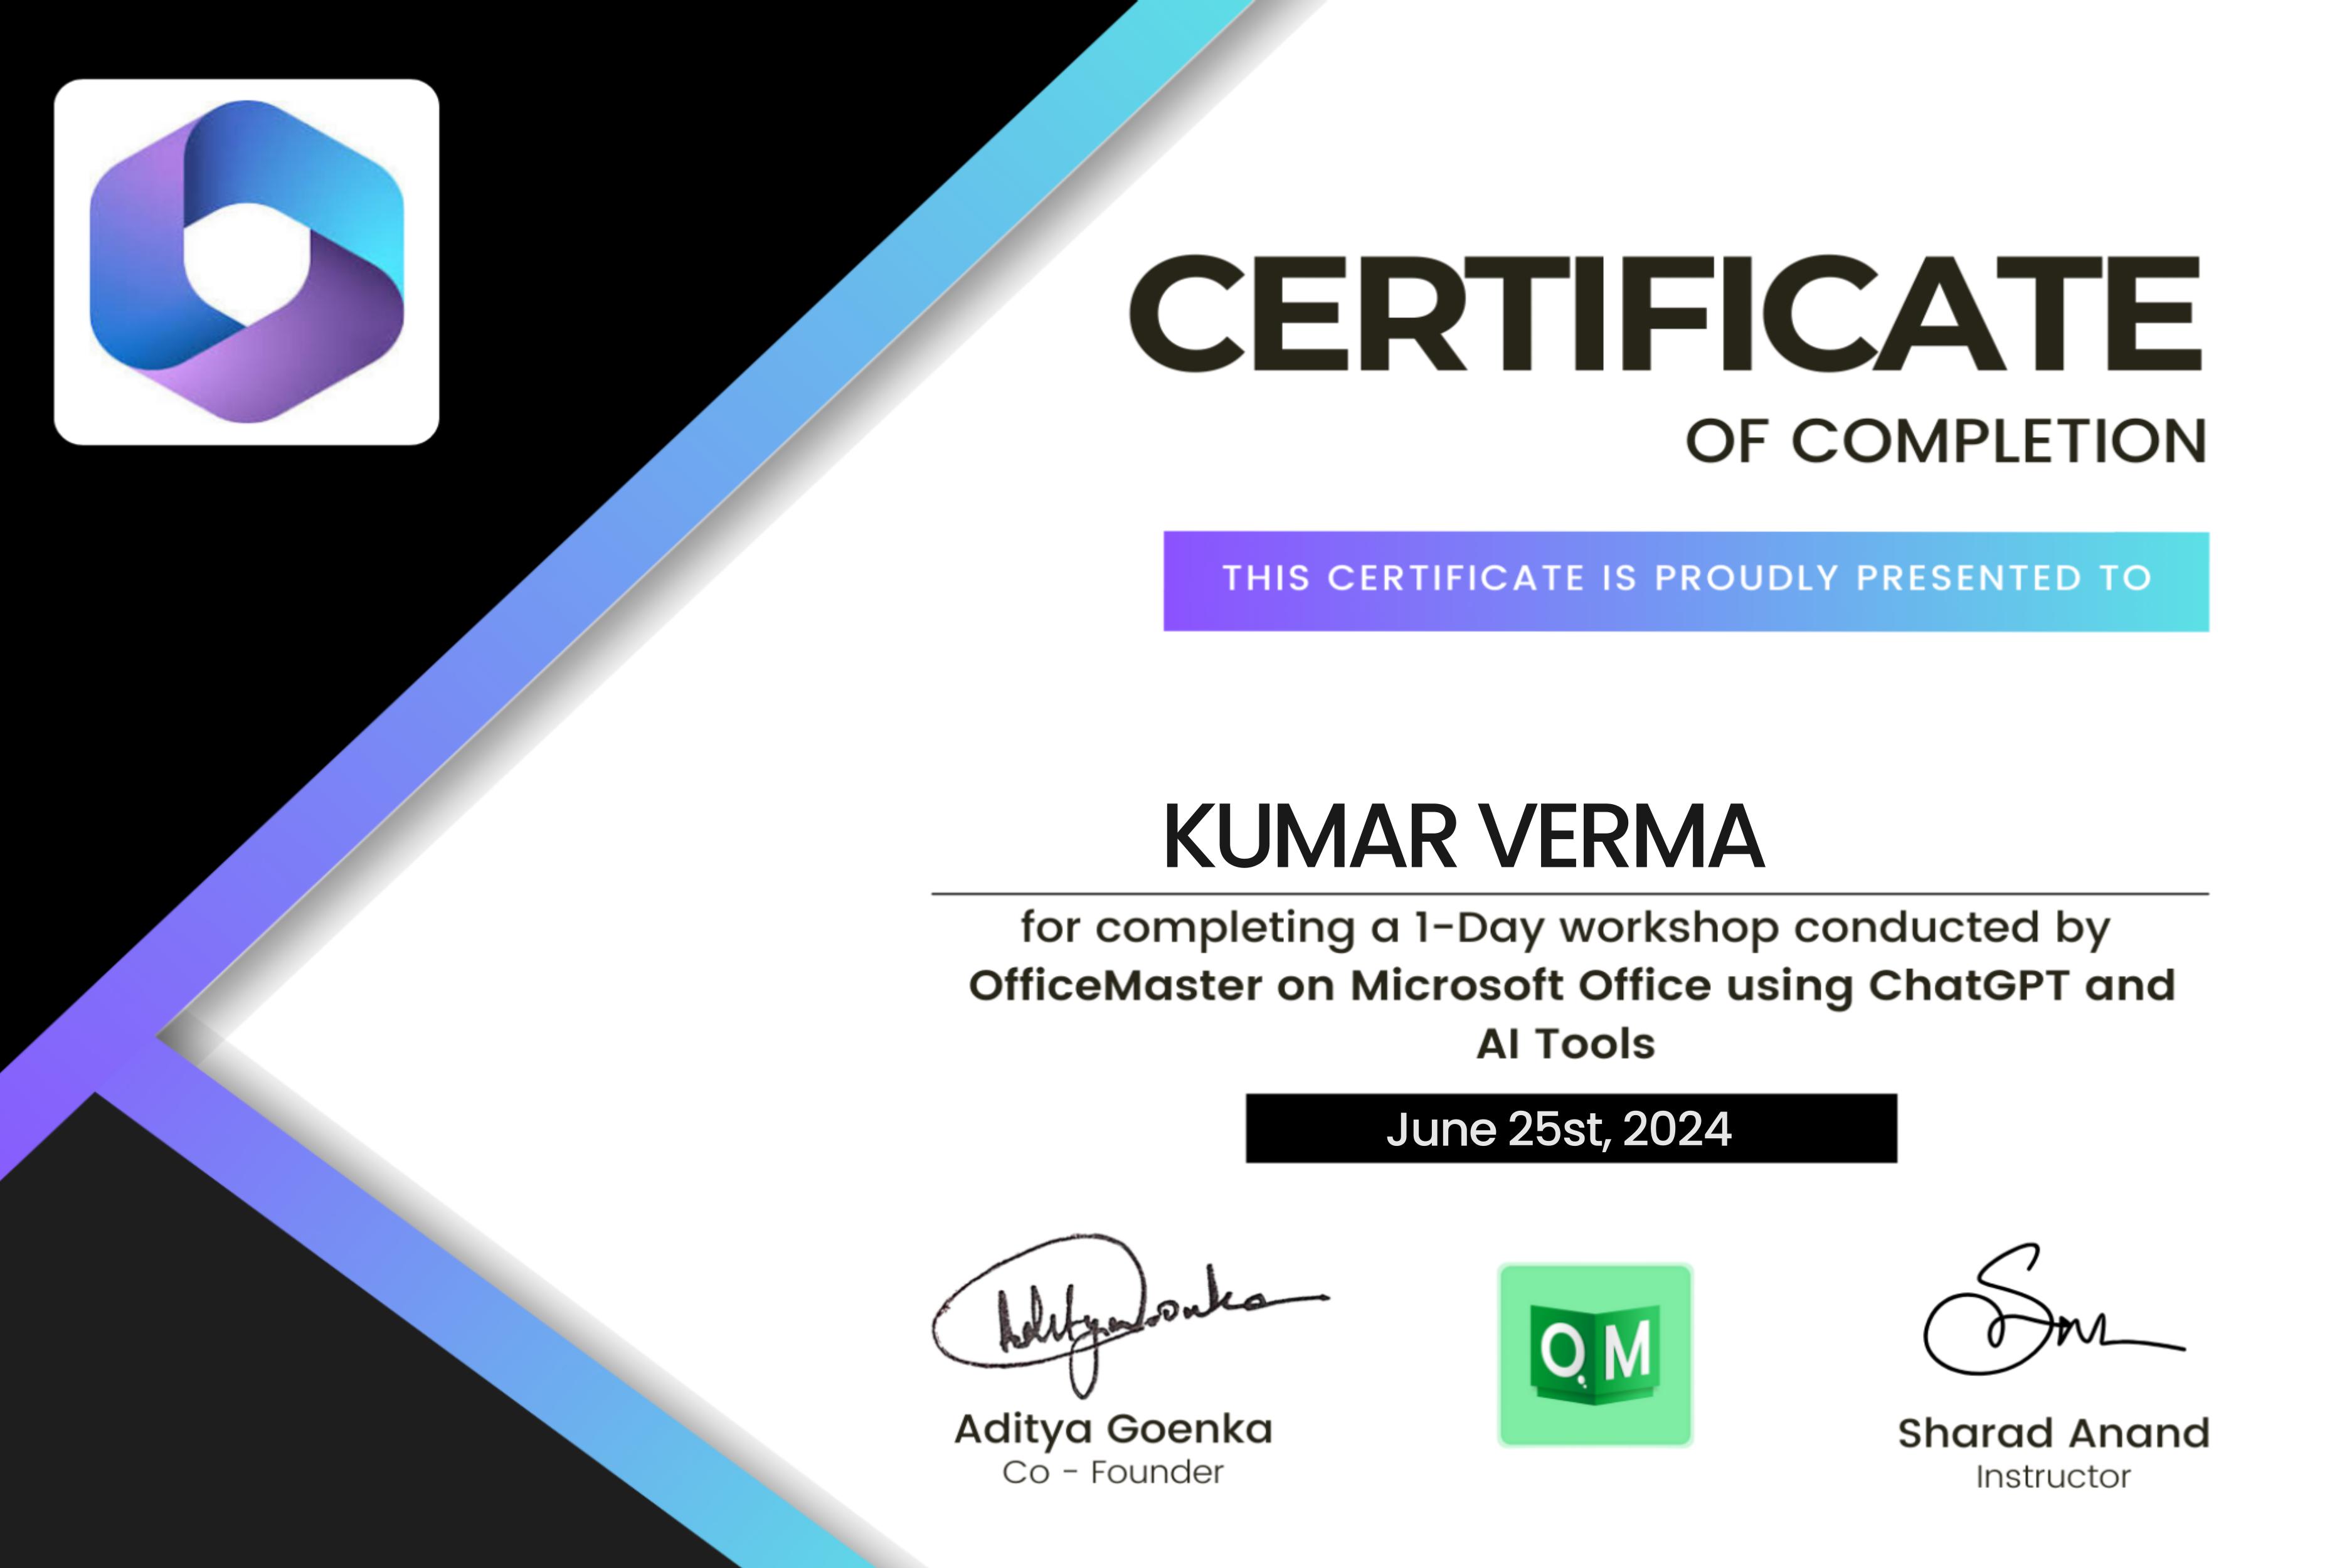 CERTIFICATE
OF COMPLETION
THIS CERTIFICATE IS PROUDLY PRESENTED TO
KUMAR VERMA
for completing a 1-Day workshop conducted by
OfficeMaster on Microsoft Office using ChatGPT and
AI Tools
June 25st, 2024
Aditya Goenka
OM
Aditya Goenka
Co - Founder
Sharad Anand
Instructor